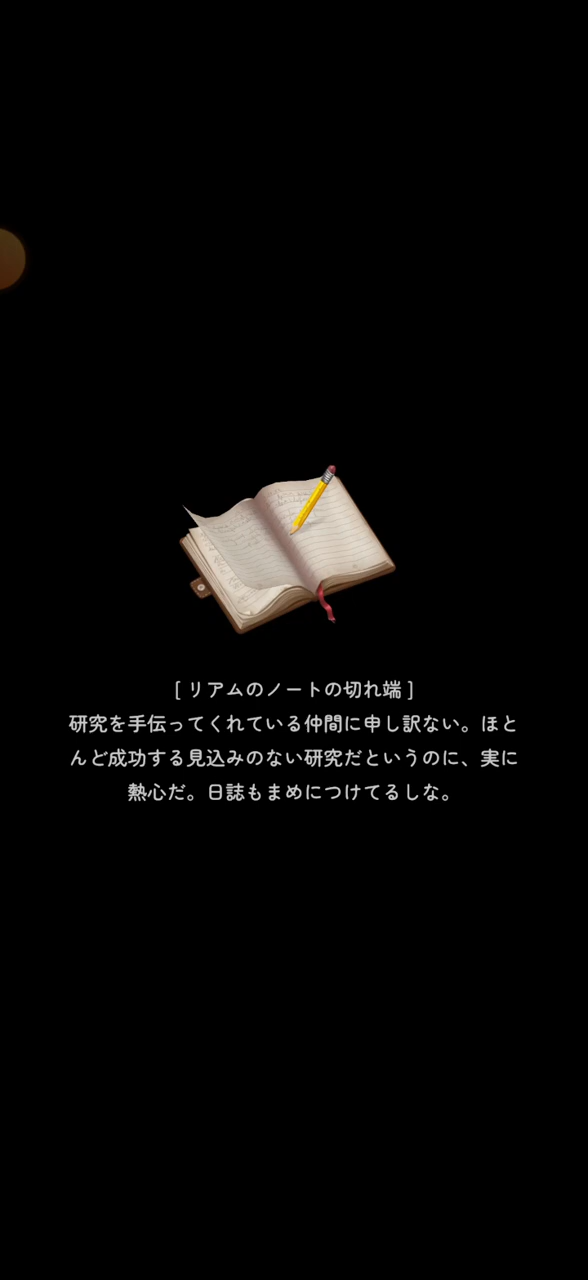 [ リアムのノートの切れ端 ]
研究を手伝ってくれている仲間に申し訳ない。ほと
んど成功する見込みのない研究だというのに、実に
熱心だ。日誌もまめにつけてるしな。